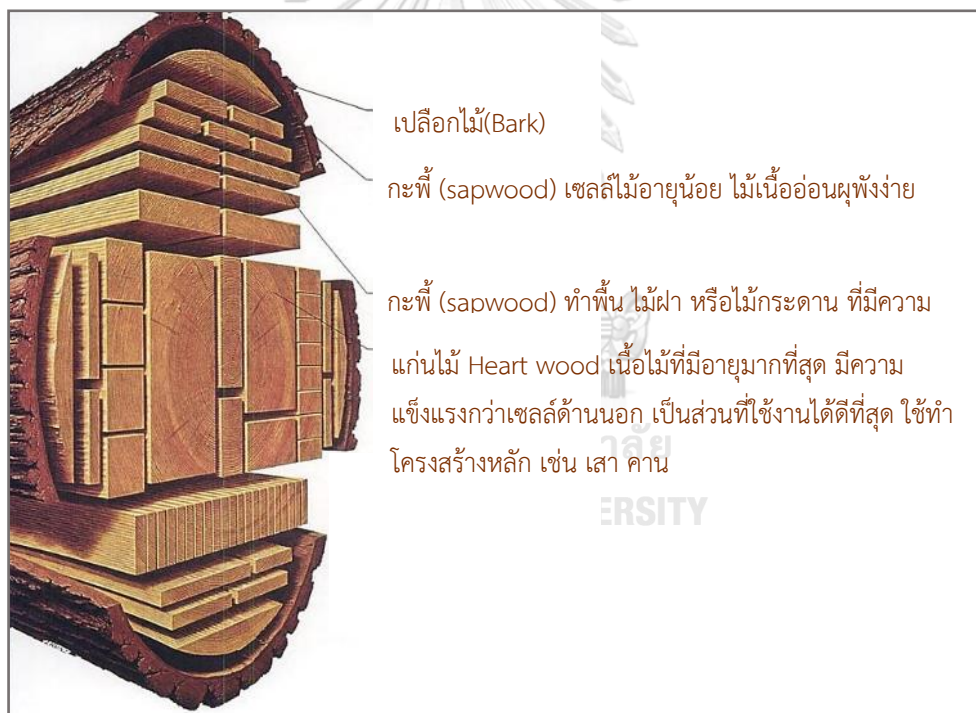 เปลือกไม้(Bark)
กะพี้ (sapwood) เซลล์ไม้อายุน้อย ไม้เนื้ออ่อนผุพังง่าย
กะพี้ (sapwood) ทำพื้น ไม้ฝา หรือไม้กระดาน ที่มีความ
แก่นไม้ Heart wood เนื้อไม้ที่มีอายุมากที่สุด มีความ
แข็งแรงกว่าเซลล์ด้านนอก เป็นส่วนที่ใช้งานได้ดีที่สุด ใช้ทำ
โครงสร้างหลัก เช่น เสา คาน
าลัย
ERSITY